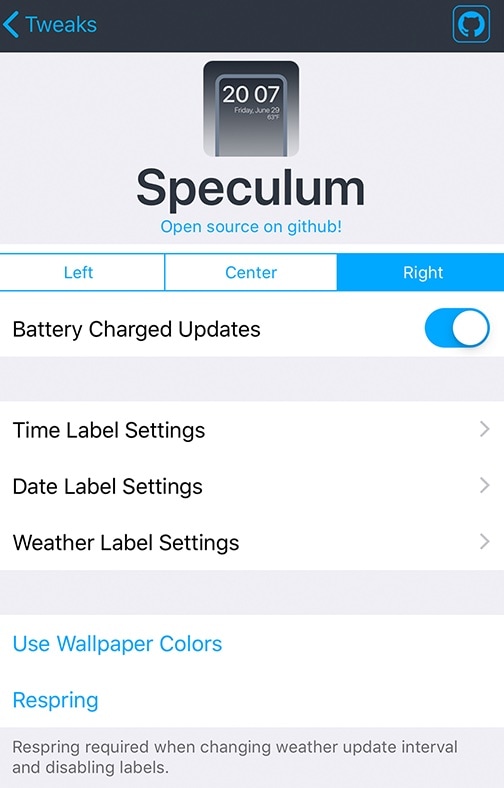 Tweaks
20 07
Friday, June 29
63°F
Speculum
Open source on github!
Left
Center
Right
Battery Charged Updates
Time Label Settings
Date Label Settings
Weather Label Settings
Use Wallpaper Colors
Respring
Respring required when changing weather update interval
and disabling labels.